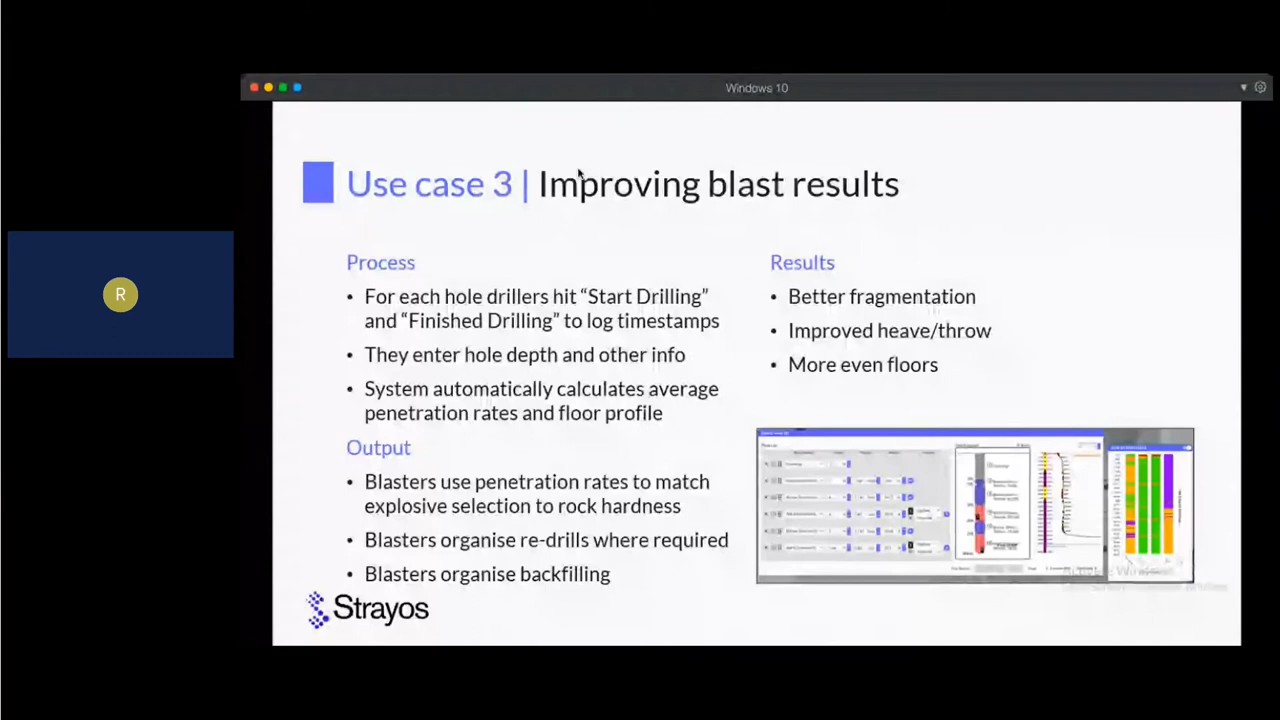 Windows 10
R
Use case 3 | Improving blast results
Process
• For each hole drillers hit “Start Drilling”
and “Finished Drilling” to log timestamps
• They enter hole depth and other info
• System automatically calculates average
penetration rates and floor profile
Output
• Blasters use penetration rates to match
explosive selection to rock hardness
• Blasters organise re-drills where required
• Blasters organise backfilling
Results
• Better fragmentation
• Improved heave/throw
• More even floors
Activate Windows
Strayos